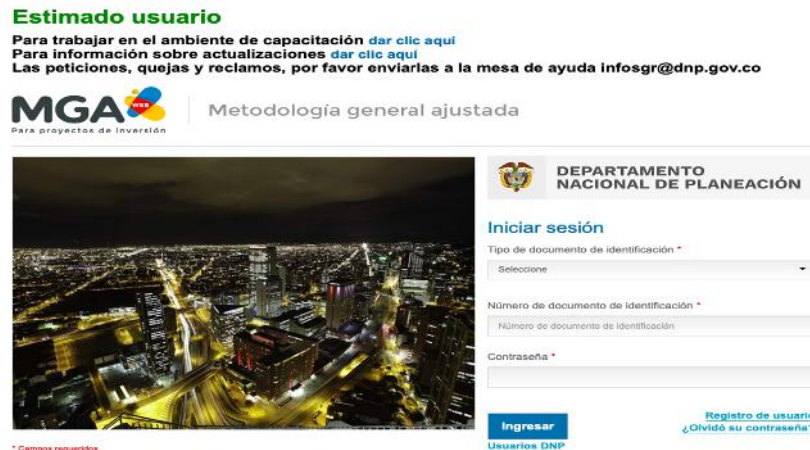 Estimado usuario
Para trabajar en el ambiente de capacitación dar clic aquí
Para información sobre actualizaciones dar clic aquí
Las peticiones, quejas y reclamos, por favor enviarlas a la mesa de ayuda infosgr@dnp.gov.co
MGA WEB
Para proyectos de inversión
Metodología general ajustada
DEPARTAMENTO
NACIONAL DE PLANEACIÓN
Iniciar sesión
Tipo de documento de identificación *
Seleccione
Número de documento de identificación *
Número de documento de identificación
Contraseña *
Ingresar
Registro de usuario
¿Olvidó su contraseña?
Usuarios DNP
* Campos requeridos